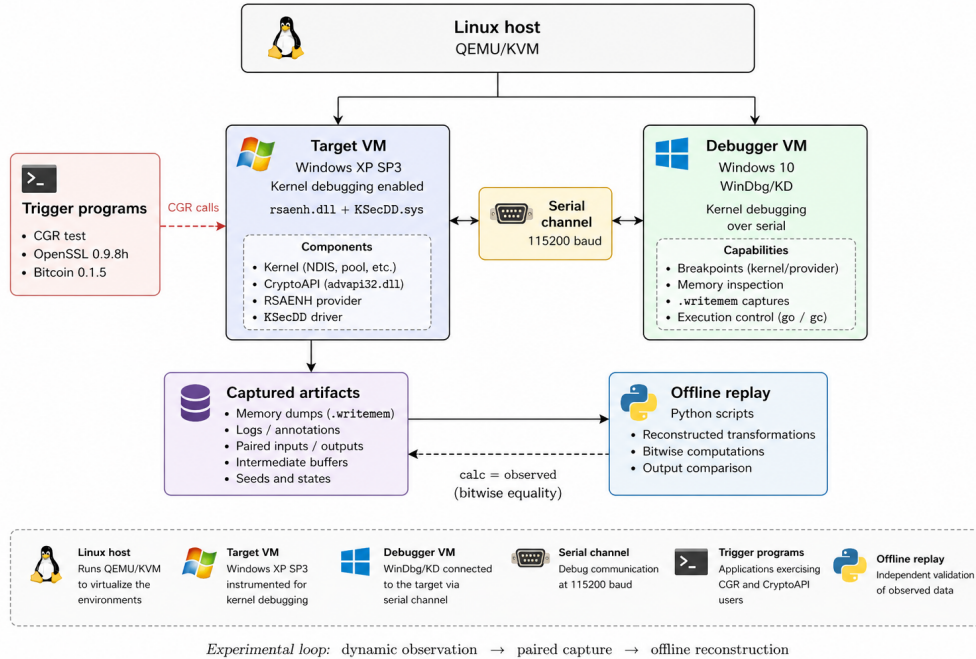 Linux host
QEMU/KVM
Target VM
Windows XP SP3
Kernel debugging enabled
rsaenh.dll + KSecDD.sys
Components
• Kernel (NDIS, pool, etc.)
• CryptoAPI (advapi32.dll)
• RSAENH provider
• KSecDD driver
Debugger VM
Windows 10
WinDbg/KD
Kernel debugging
over serial
Capabilities
• Breakpoints (kernel/provider)
• Memory inspection
• .writemem captures
• Execution control (go / gc)
Trigger programs
• CGR test
• OpenSSL 0.9.8h
• Bitcoin 0.1.5
CGR calls
Serial
channel
115200 baud
Captured artifacts
• Memory dumps (.writemem)
• Logs / annotations
• Paired inputs / outputs
• Intermediate buffers
• Seeds and states
Offline replay
Python scripts
• Reconstructed transformations
• Bitwise computations
• Output comparison
calc = observed
(bitwise equality)
Linux host
Runs QEMU/KVM
to virtualize the
environments
Target VM
Windows XP SP3
instrumented for
kernel debugging
Debugger VM
WinDbg/KD connected
to the target via
serial channel
Serial channel
Debug communication
at 115200 baud
Trigger programs
Applications exercising
CGR and CryptoAPI
users
Offline replay
Independent validation
of observed data
Experimental loop: dynamic observation → paired capture → offline reconstruction